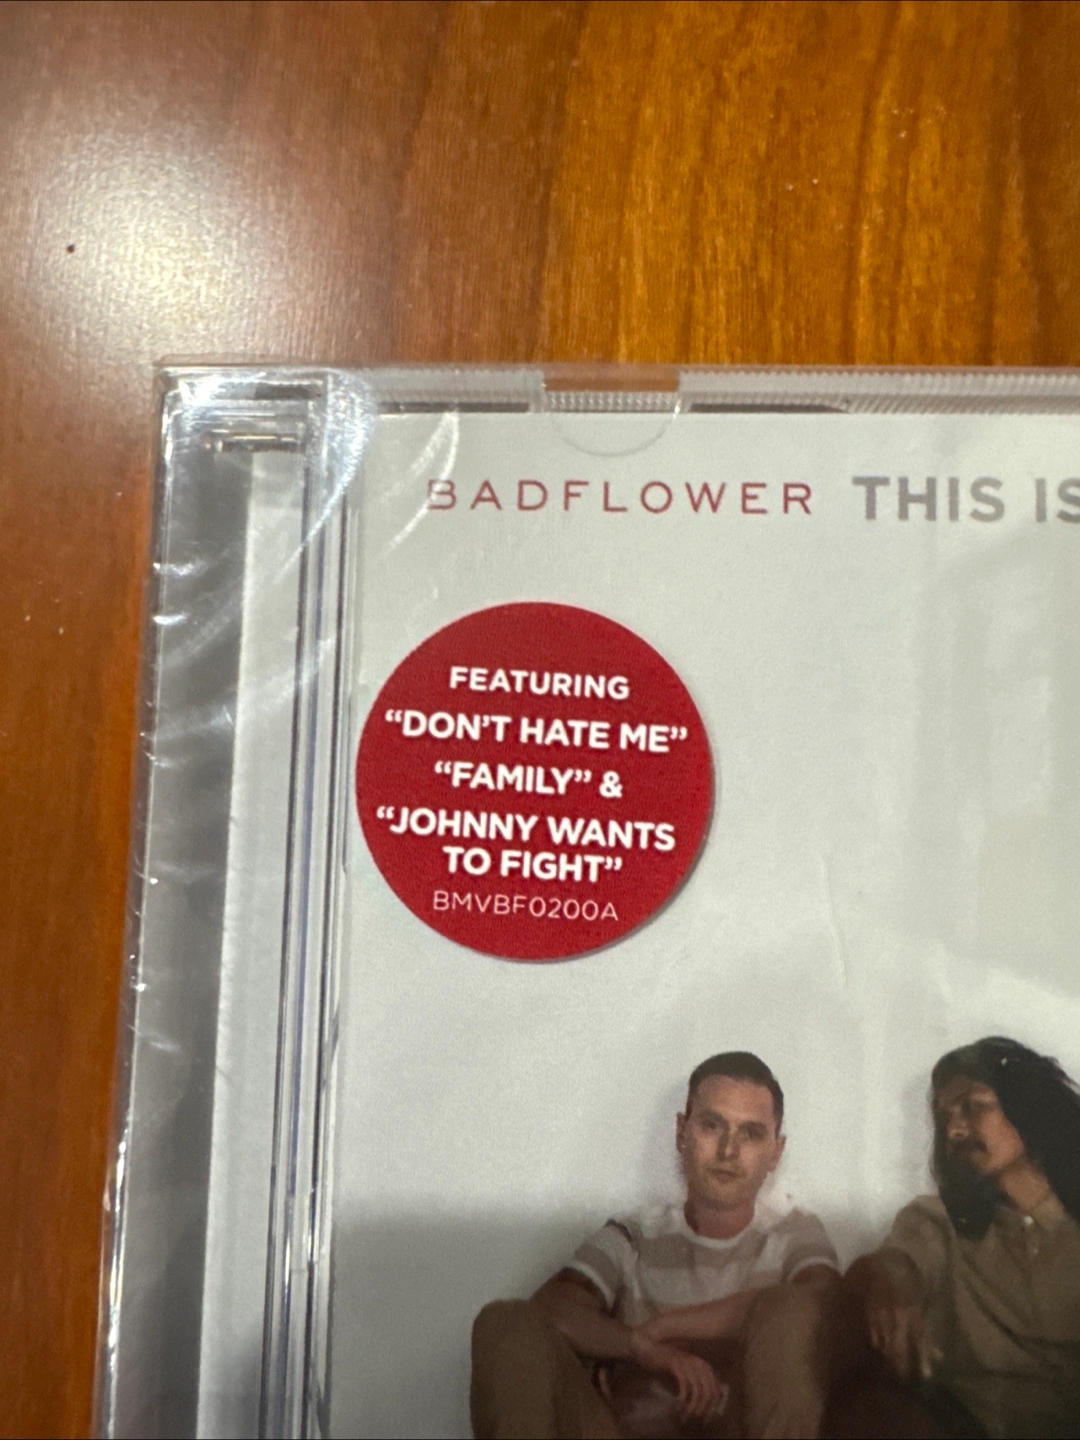 BADFLOWER THIS IS
FEATURING
“DON’T HATE ME”
“FAMILY” &
“JOHNNY WANTS
TO FIGHT”
BMVBF0200A